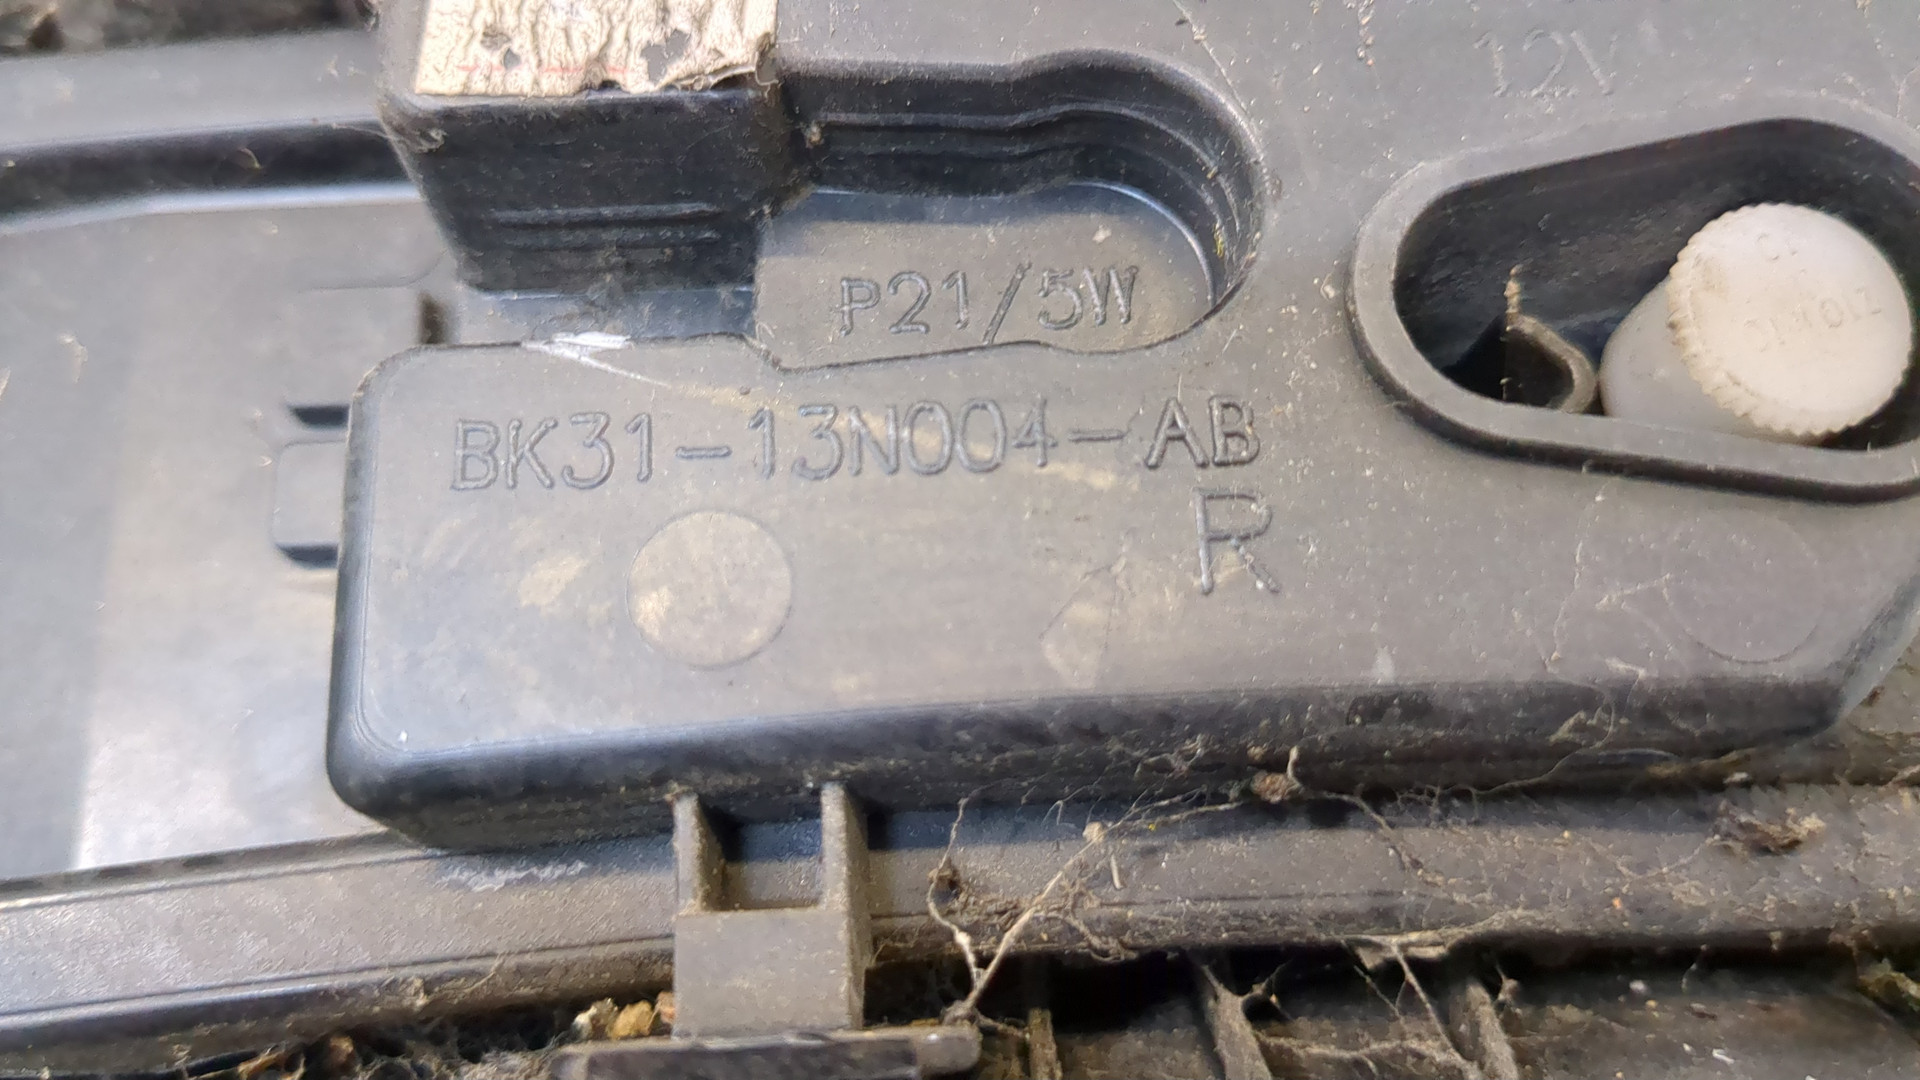 12V
P21/5W
BK31-13N004-AB
R